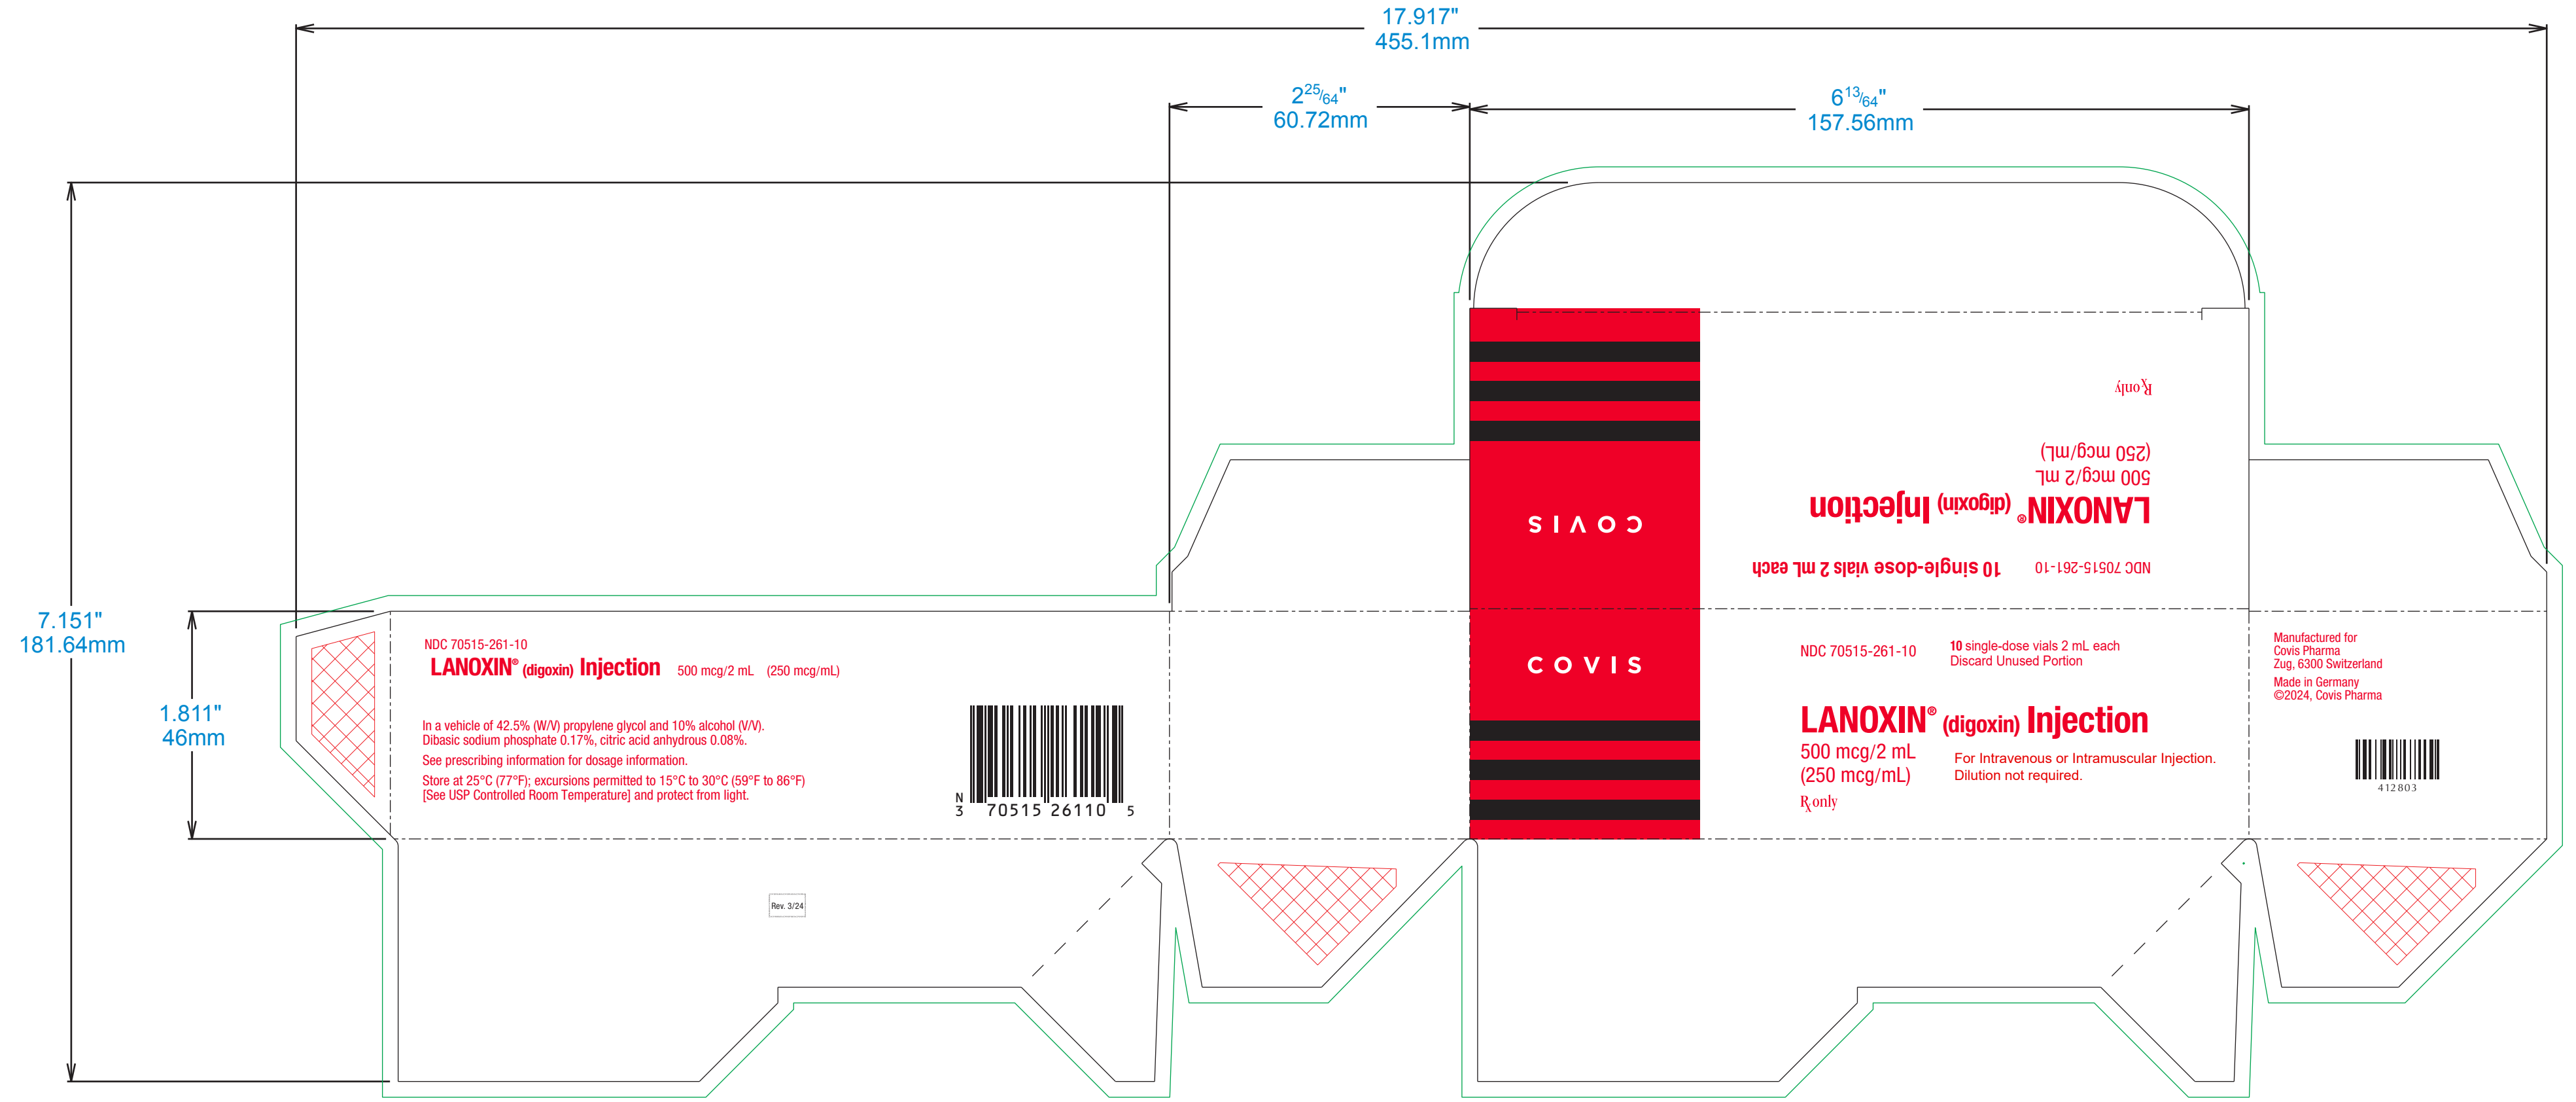 17.917"
455.1mm
2 25/64"
60.72mm
6 13/64"
157.56mm
7.151"
181.64mm
1.811"
46mm
℞ only
(250 mcg/mL)
500 mcg/2 mL
LANOXIN® (digoxin) Injection
NDC 70515-261-10 10 single-dose vials 2 mL each
COVIS
NDC 70515-261-10
LANOXIN® (digoxin) Injection 500 mcg/2 mL (250 mcg/mL)
In a vehicle of 42.5% (W/V) propylene glycol and 10% alcohol (V/V).
Dibasic sodium phosphate 0.17%, citric acid anhydrous 0.08%.
See prescribing information for dosage information.
Store at 25°C (77°F); excursions permitted to 15°C to 30°C (59°F to 86°F)
[See USP Controlled Room Temperature] and protect from light.
N
3 70515 26110 5
COVIS
NDC 70515-261-10 10 single-dose vials 2 mL each
Discard Unused Portion
LANOXIN® (digoxin) Injection
500 mcg/2 mL
(250 mcg/mL)
For Intravenous or Intramuscular Injection.
Dilution not required.
℞ only
Manufactured for
Covis Pharma
Zug, 6300 Switzerland
Made in Germany
©2024, Covis Pharma
412803
Rev. 3/24